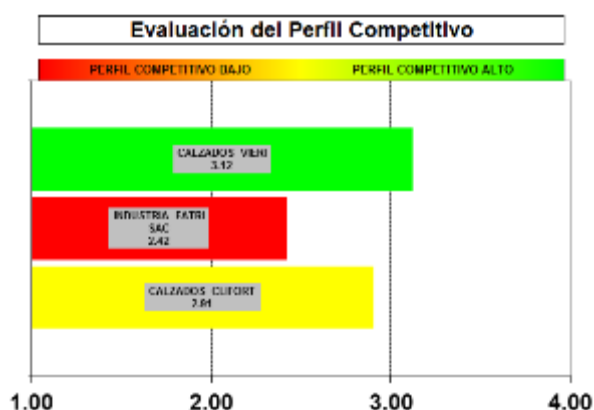 Evaluación del Perfil Competitivo
PERFIL COMPETITIVO BAJO
PERFIL COMPETITIVO ALTO
CALZADOS VIERI
3.12
INDUSTRIA FATRI
SAC
2.42
CALZADOS CLIFORT
1.00
2.00
3.00
4.00